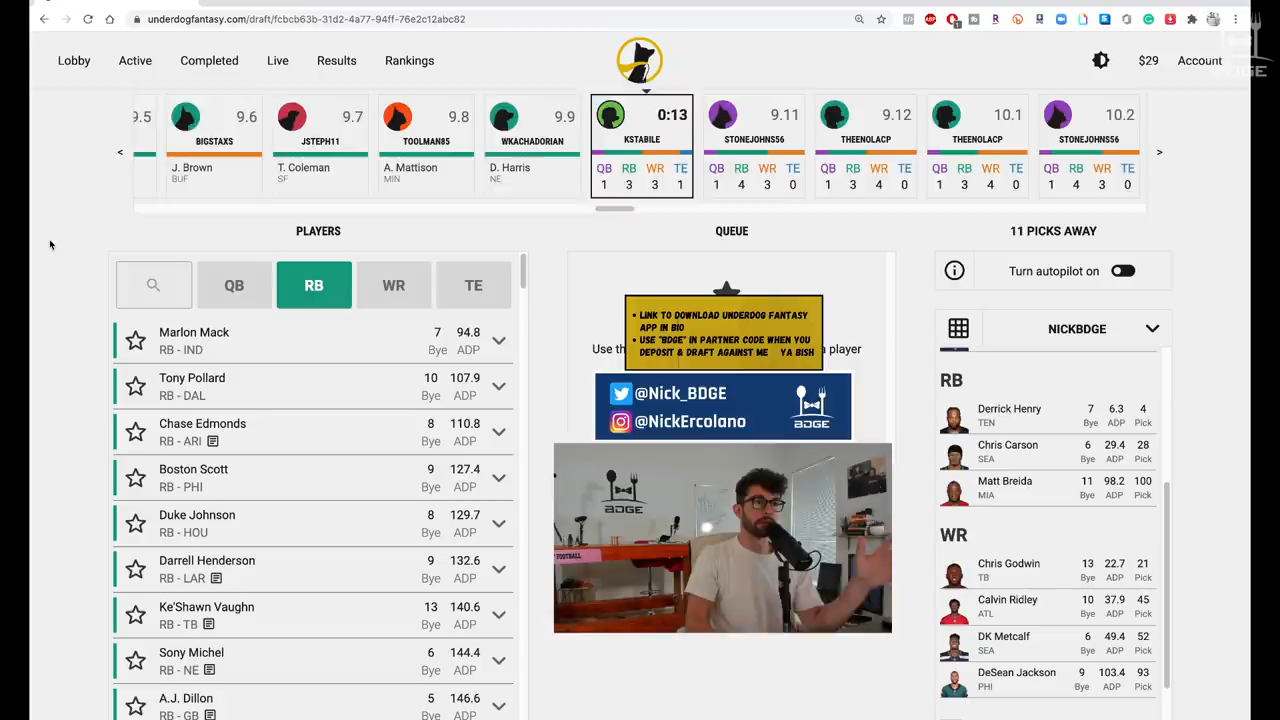 underdogfantasy.com/draft/fcbcb63b-31d2-4a77-94ff-76e2c12abc82
Lobby
Active
Completed
Live
Results
Rankings
$29
Account
BDGE
9.5
9.6
BIGSTAXS
J. Brown
BUF
9.7
JSTEPH11
T. Coleman
SF
9.8
TOOLMAN85
A. Mattison
MIN
9.9
WKACHADORIAN
D. Harris
NE
0:13
KSTABILE
QB RB WR TE
1 3 3 1
9.11
STONEJOHNS56
QB RB WR TE
1 4 3 0
9.12
THEENOLACP
QB RB WR TE
1 3 4 0
10.1
THEENOLACP
QB RB WR TE
1 3 4 0
10.2
STONEJOHNS56
QB RB WR TE
1 4 3 0
<
>
PLAYERS
QB
RB
WR
TE
Marlon Mack 7 94.8
RB - IND Bye ADP
Tony Pollard 10 107.9
RB - DAL Bye ADP
Chase Edmonds 8 110.8
RB - ARI Bye ADP
Boston Scott 9 127.4
RB - PHI Bye ADP
Duke Johnson 8 129.7
RB - HOU Bye ADP
Darrell Henderson 9 132.6
RB - LAR Bye ADP
Ke'Shawn Vaughn 13 140.6
RB - TB Bye ADP
Sony Michel 6 144.4
RB - NE Bye ADP
A.J. Dillon 5 146.6
RB - GB Bye ADP
QUEUE
Use th
a player
• LINK TO DOWNLOAD UNDERDOG FANTASY
APP IN BIO
• USE "BDGE" IN PARTNER CODE WHEN YOU
DEPOSIT & DRAFT AGAINST ME YA BISH
@Nick_BDGE
@NickErcolano
BDGE
BDGE
FOOTBALL
11 PICKS AWAY
Turn autopilot on
NICKBDGE
RB
Derrick Henry 7 6.3 4
TEN Bye ADP Pick
Chris Carson 6 29.4 28
SEA Bye ADP Pick
Matt Breida 11 98.2 100
MIA Bye ADP Pick
WR
Chris Godwin 13 22.7 21
TB Bye ADP Pick
Calvin Ridley 10 37.9 45
ATL Bye ADP Pick
DK Metcalf 6 49.4 52
SEA Bye ADP Pick
DeSean Jackson 9 103.4 93
PHI Bye ADP Pick